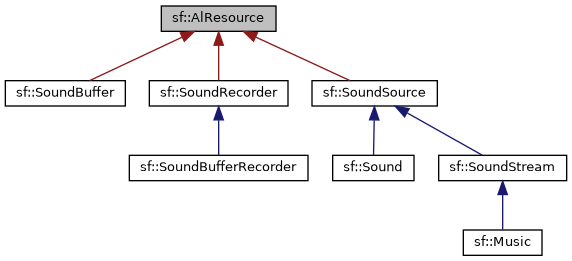 sf::AlResource
sf::SoundBuffer
sf::SoundRecorder
sf::SoundSource
sf::SoundBufferRecorder
sf::Sound
sf::SoundStream
sf::Music